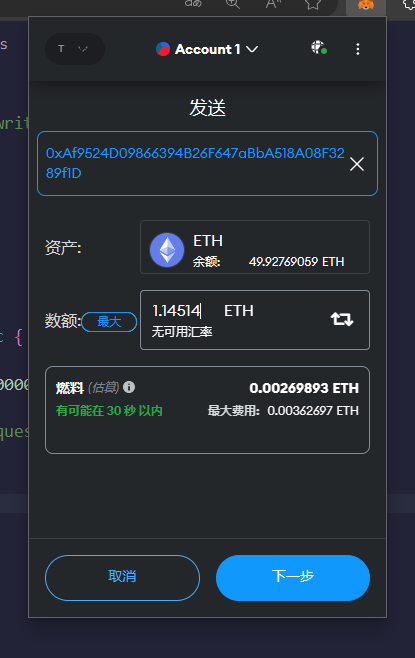 s
T
Account 1
发送
writ
0xAf9524D09866394B26F647aBbA518A08F32
89f1D
资产:
ETH
余额: 49.92769059 ETH
c {
数额: 最大
1.14514 ETH
无可用汇率
0000
燃料 (估算) 0.00269893 ETH
有可能在 30 秒 以内 最大费用: 0.00362697 ETH
ques
取消 下一步